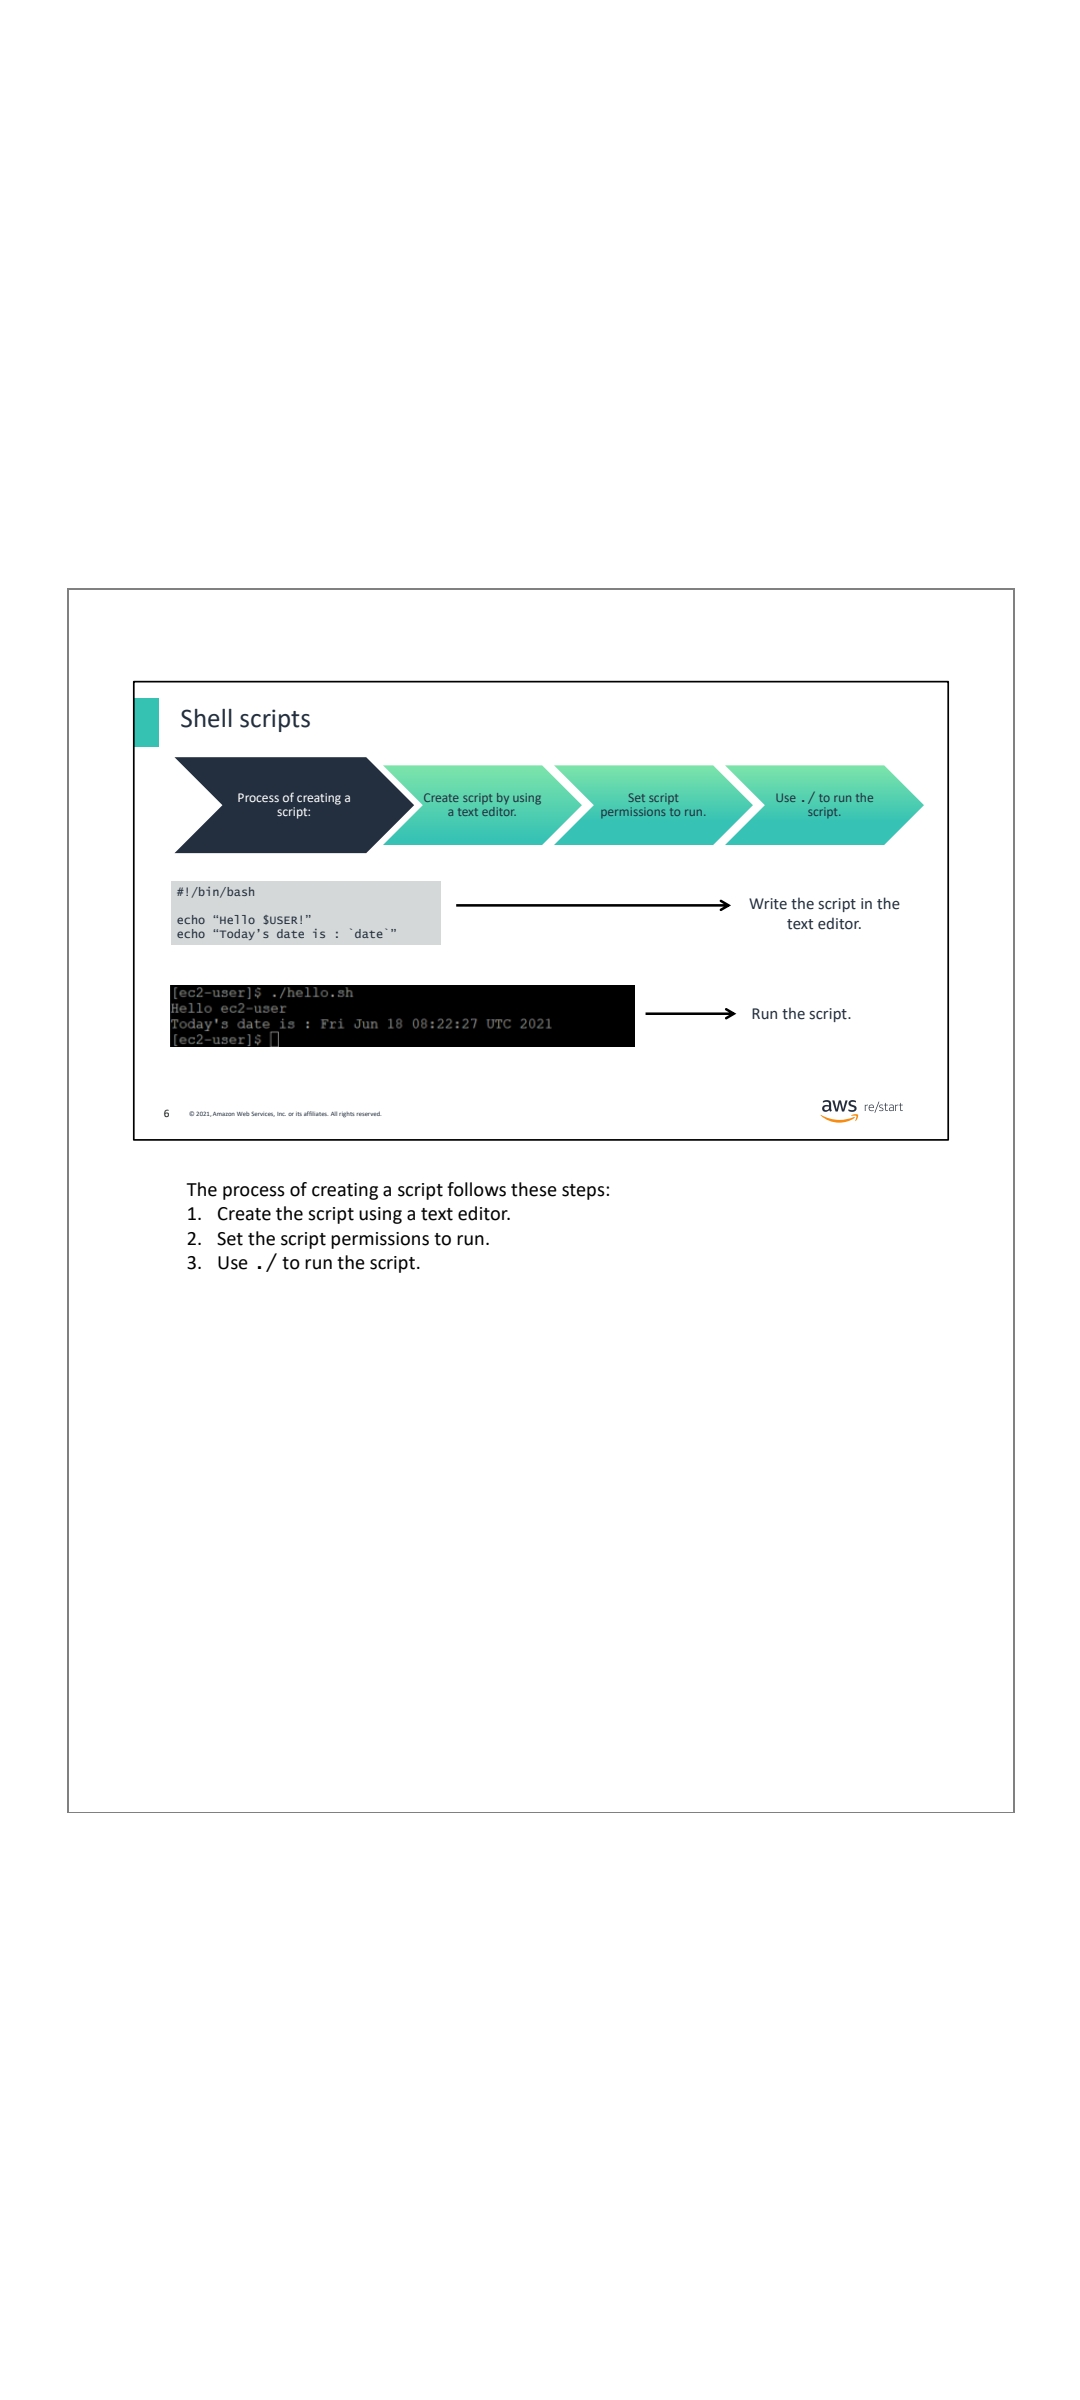 Shell scripts
Process of creating a
script:
Create script by using
a text editor.
Set script
permissions to run.
Use ./ to run the
script.
#!/bin/bash
echo “Hello $USER!”
echo “Today’s date is : `date`”
Write the script in the
text editor.
[ec2-user]$ ./hello.sh
Hello ec2-user
Today's date is : Fri Jun 18 08:22:27 UTC 2021
[ec2-user]$
Run the script.
6
© 2021, Amazon Web Services, Inc. or its affiliates. All rights reserved.
aws re/start
The process of creating a script follows these steps:
1. Create the script using a text editor.
2. Set the script permissions to run.
3. Use ./ to run the script.